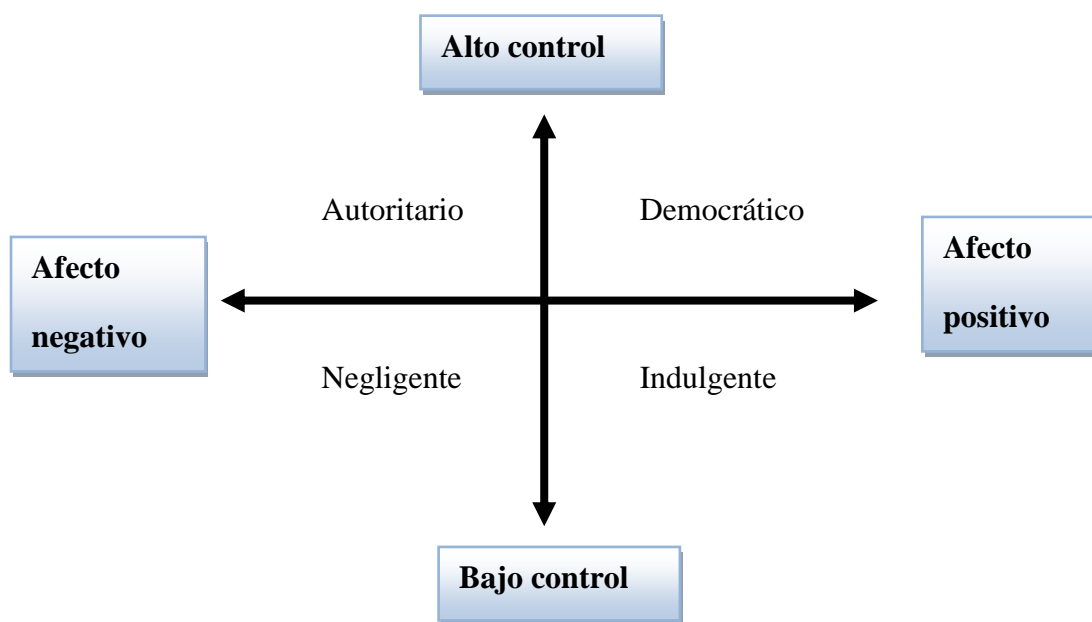 Alto control
Autoritario
Democrático
Afecto
negativo
Afecto
positivo
Negligente
Indulgente
Bajo control